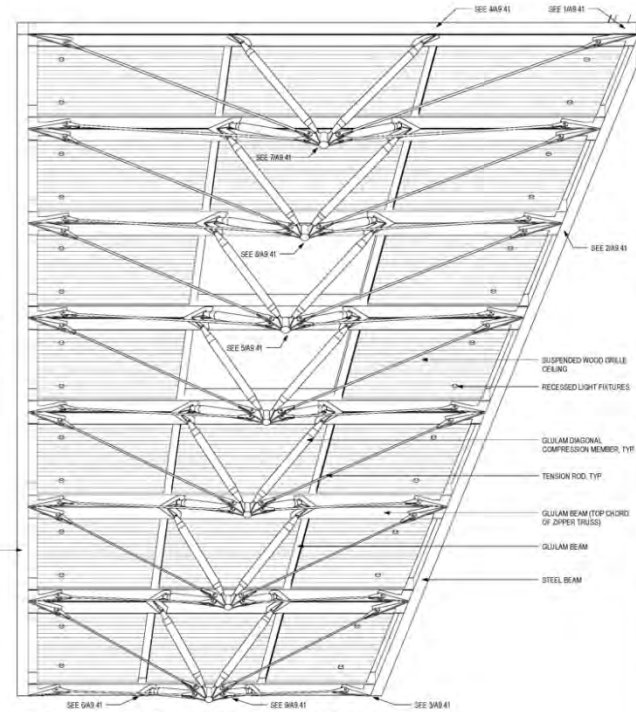 SEE 4/A9.41
SEE 1/A9.41
SEE 7/A9.41
SEE 8/A9.41
SEE 2/A9.41
SEE 5/A9.41
SUSPENDED WOOD GRILLE
CEILING
RECESSED LIGHT FIXTURES
GLULAM DIAGONAL
COMPRESSION MEMBER, TYP
TENSION ROD, TYP
GLULAM BEAM (TOP CHORD
OF ZIPPER TRUSS)
GLULAM BEAM
STEEL BEAM
SEE 6/A9.41
SEE 9/A9.41
SEE 3/A9.41